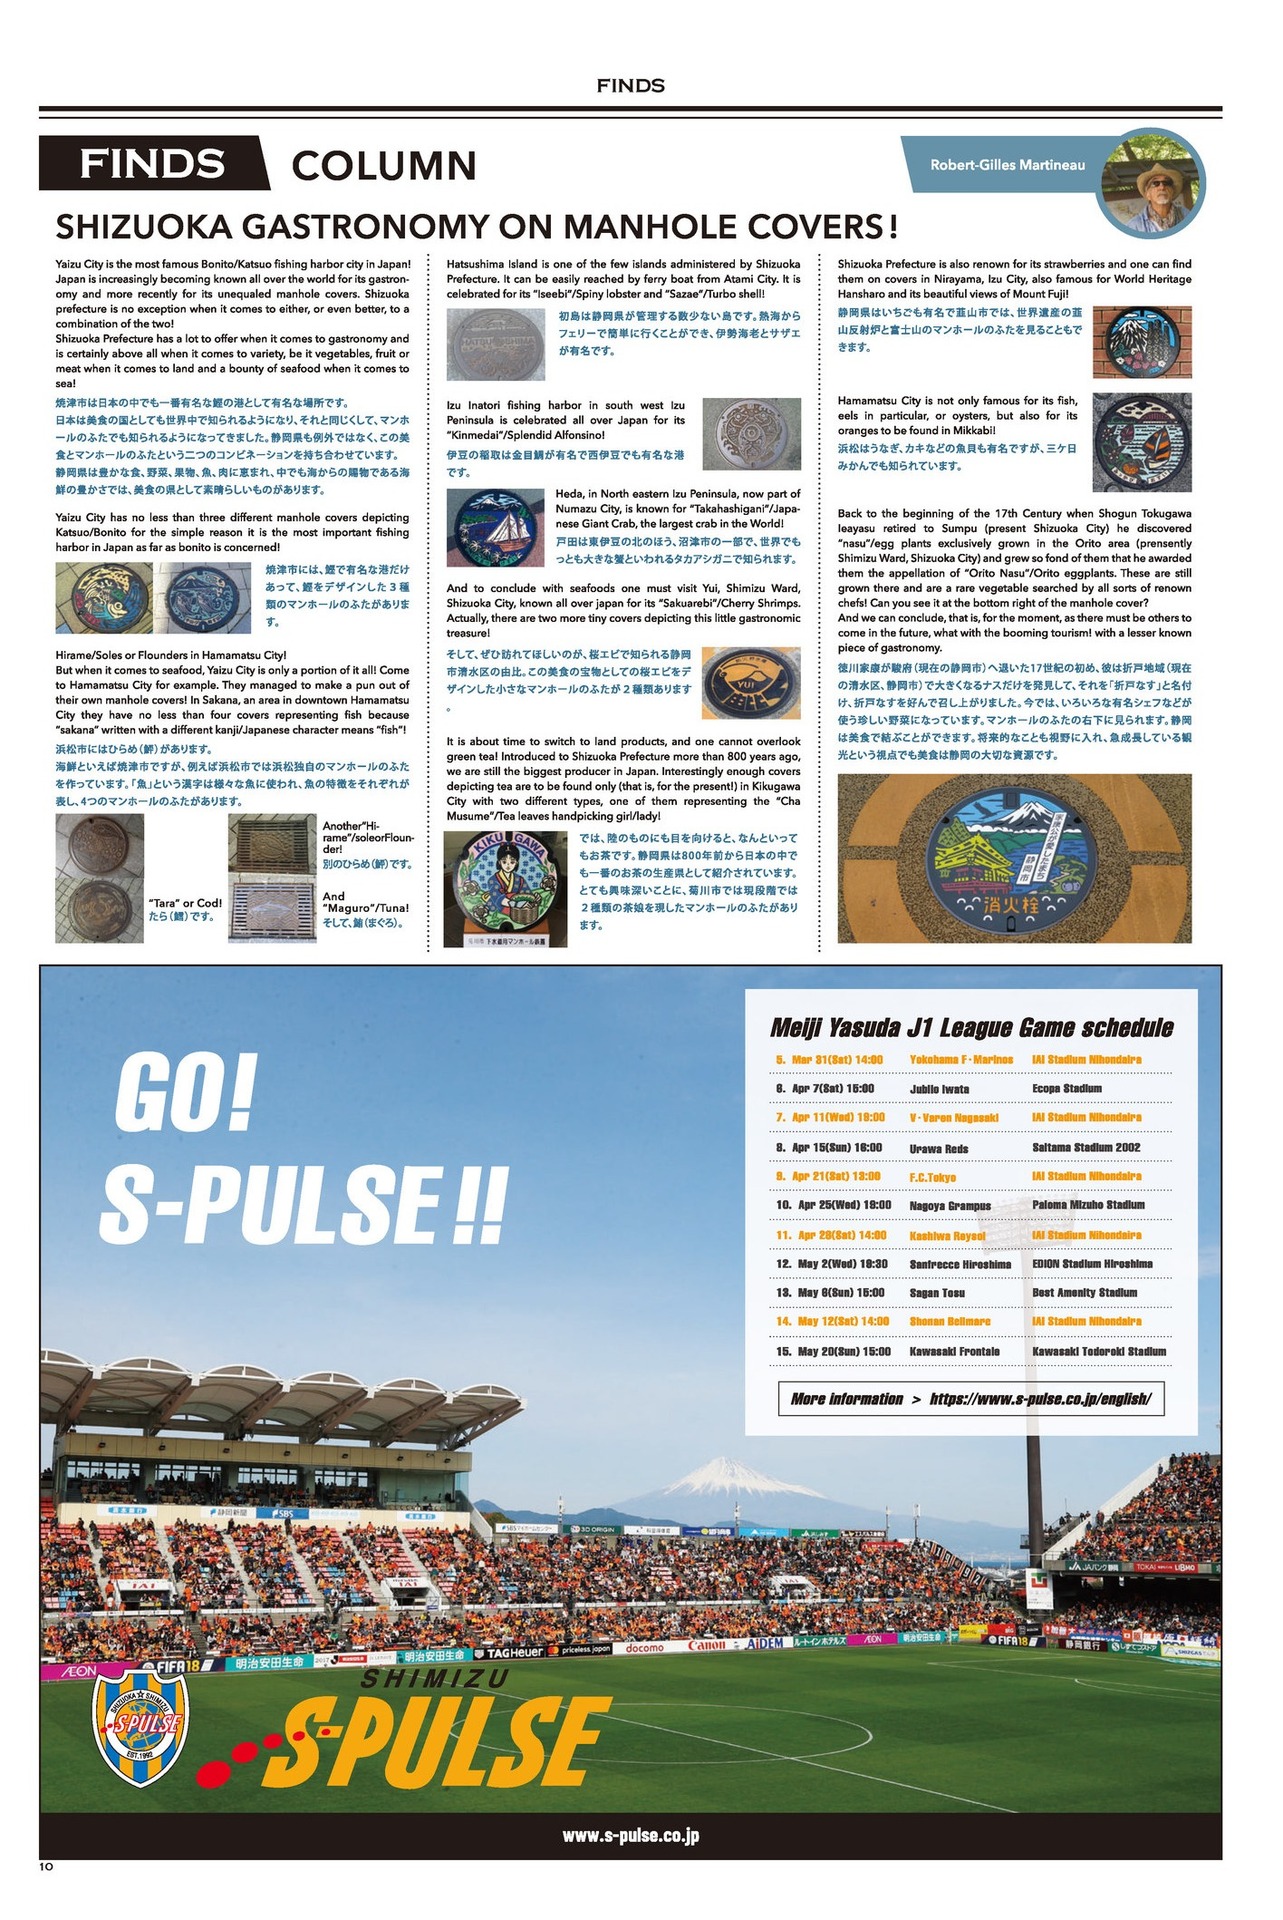 FINDS
FINDS COLUMN
Robert-Gilles Martineau
SHIZUOKA GASTRONOMY ON MANHOLE COVERS!
Yaizu City is the most famous Bonito/Katsuo fishing harbor city in Japan!
Japan is increasingly becoming known all over the world for its gastron-
omy and more recently for its unequaled manhole covers. Shizuoka
prefecture is no exception when it comes to either, or even better, to a
combination of the two!
Shizuoka Prefecture has a lot to offer when it comes to gastronomy and
is certainly above all when it comes to variety, be it vegetables, fruit or
meat when it comes to land and a bounty of seafood when it comes to
sea!
焼津市は日本の中でも一番有名な鰹の港として有名な場所です。
日本は美食の国としても世界中で知られるようになり、それと同じくして、マンホ
ールのふたでも知られるようになってきました。静岡県も例外ではなく、この美
食とマンホールのふたという二つのコンビネーションを持ち合わせています。
静岡県は豊かな食、野菜、果物、魚、肉に恵まれ、中でも海からの賜物である海
鮮の豊かさでは、美食の県として素晴らしいものがあります。
Yaizu City has no less than three different manhole covers depicting
Katsuo/Bonito for the simple reason it is the most important fishing
harbor in Japan as far as bonito is concerned!
焼津市には、鰹で有名な港だけ
あって、鰹をデザインした3種
類のマンホールのふたがありま
す。
Hirame/Soles or Flounders in Hamamatsu City!
But when it comes to seafood, Yaizu City is only a portion of it all! Come
to Hamamatsu City for example. They managed to make a pun out of
their own manhole covers! In Sakana, an area in downtown Hamamatsu
City they have no less than four covers representing fish because
“sakana” written with a different kanji/Japanese character means “fish”!
浜松市にはひらめ（鮃）があります。
海鮮といえば焼津市ですが、例えば浜松市では浜松独自のマンホールのふた
を作っています。「魚」という漢字は様々な魚に使われ、魚の特徴をそれぞれが
表し、4つのマンホールのふたがあります。
“Tara” or Cod!
たら（鱈）です。
Another“Hi-
rame”/soleorFloun-
der!
別のひらめ（鮃）です。
And
“Maguro”/Tuna!
そして、鮪（まぐろ）。
Hatsushima Island is one of the few islands administered by Shizuoka
Prefecture. It can be easily reached by ferry boat from Atami City. It is
celebrated for its “Iseebi”/Spiny lobster and “Sazae”/Turbo shell!
初島は静岡県が管理する数少ない島です。熱海から
フェリーで簡単に行くことができ、伊勢海老とサザエ
が有名です。
Izu Inatori fishing harbor in south west Izu
Peninsula is celebrated all over Japan for its
“Kinmedai”/Splendid Alfonsino!
伊豆の稲取は金目鯛が有名で西伊豆でも有名な港
です。
Heda, in North eastern Izu Peninsula, now part of
Numazu City, is known for “Takahashigani”/Japa-
nese Giant Crab, the largest crab in the World!
戸田は東伊豆の北のほう、沼津市の一部で、世界でも
っとも大きな蟹といわれるタカアシガニで知られます。
And to conclude with seafoods one must visit Yui, Shimizu Ward,
Shizuoka City, known all over japan for its “Sakuarebi”/Cherry Shrimps.
Actually, there are two more tiny covers depicting this little gastronomic
treasure!
そして、ぜひ訪れてほしいのが、桜エビで知られる静岡
市清水区の由比。この美食の宝物としての桜エビをデ
ザインした小さなマンホールのふたが2種類あります
。
YUI
It is about time to switch to land products, and one cannot overlook
green tea! Introduced to Shizuoka Prefecture more than 800 years ago,
we are still the biggest producer in Japan. Interestingly enough covers
depicting tea are to be found only (that is, for the present!) in Kikugawa
City with two different types, one of them representing the “Cha
Musume”/Tea leaves handpicking girl/lady!
KIKUGAWA
では、陸のものにも目を向けると、なんといって
もお茶です。静岡県は800年前から日本の中で
も一番のお茶の生産県として紹介されています。
とても興味深いことに、菊川市では現段階では
2種類の茶娘を現したマンホールのふたがあり
ます。
Shizuoka Prefecture is also renown for its strawberries and one can find
them on covers in Nirayama, Izu City, also famous for World Heritage
Hansharo and its beautiful views of Mount Fuji!
静岡県はいちごも有名で韮山市では、世界遺産の韮
山反射炉と富士山のマンホールのふたを見ることもで
きます。
Hamamatsu City is not only famous for its fish,
eels in particular, or oysters, but also for its
oranges to be found in Mikkabi!
浜松はうなぎ、カキなどの魚貝も有名ですが、三ケ日
みかんでも知られています。
Back to the beginning of the 17th Century when Shogun Tokugawa
Ieayasu retired to Sumpu (present Shizuoka City) he discovered
“nasu”/egg plants exclusively grown in the Orito area (prensently
Shimizu Ward, Shizuoka City) and grew so fond of them that he awarded
them the appellation of “Orito Nasu”/Orito eggplants. These are still
grown there and are a rare vegetable searched by all sorts of renown
chefs! Can you see it at the bottom right of the manhole cover?
And we can conclude, that is, for the moment, as there must be others to
come in the future, what with the booming tourism! with a lesser known
piece of gastronomy.
徳川家康が駿府（現在の静岡市）へ退いた17世紀の初め、彼は折戸地域（現在
の清水区、静岡市）で大きくなるナスだけを発見して、それを「折戸なす」と名付
け、折戸なすを好んで召し上がりました。今では、いろいろな有名シェフなどが
使う珍しい野菜になっています。マンホールのふたの右下に見られます。静岡
は美食で結ぶことができます。将来的なことも視野に入れ、急成長している観
光という視点でも美食は静岡の大切な資源です。
家康公が愛したまち
静岡市
消火栓
GO!
S-PULSE!!
Meiji Yasuda J1 League Game schedule
5. Mar 31(Sat) 14:00 Yokohama F・Marinos IAI Stadium Nihondaira
6. Apr 7(Sat) 15:00 Jubilo Iwata Ecopa Stadium
7. Apr 11(Wed) 19:00 V・Varen Nagasaki IAI Stadium Nihondaira
8. Apr 15(Sun) 16:00 Urawa Reds Saitama Stadium 2002
9. Apr 21(Sat) 13:00 F.C.Tokyo IAI Stadium Nihondaira
10. Apr 25(Wed) 19:00 Nagoya Grampus Paloma Mizuho Stadium
11. Apr 28(Sat) 14:00 Kashiwa Reysol IAI Stadium Nihondaira
12. May 2(Wed) 19:30 Sanfrecce Hiroshima EDION Stadium Hiroshima
13. May 6(Sun) 15:00 Sagan Tosu Best Amenity Stadium
14. May 12(Sat) 14:00 Shonan Bellmare IAI Stadium Nihondaira
15. May 20(Sun) 15:00 Kawasaki Frontale Kawasaki Todoroki Stadium
More information > https://www.s-pulse.co.jp/english/
静岡新聞 SBS
3D ORIGIN
IAI IAI
JAバンク静岡 TOKAI LIBMO
ÆON FIFA 18 明治安田生命 TAGHeuer priceless japan docomo Canon AIDEM ルートインホテルズ ÆON 明治安田生命 FIFA 18 静岡銀行
SHIZUOKA SHIMIZU
S-PULSE
EST.1992
SHIMIZU
S-PULSE
www.s-pulse.co.jp
10